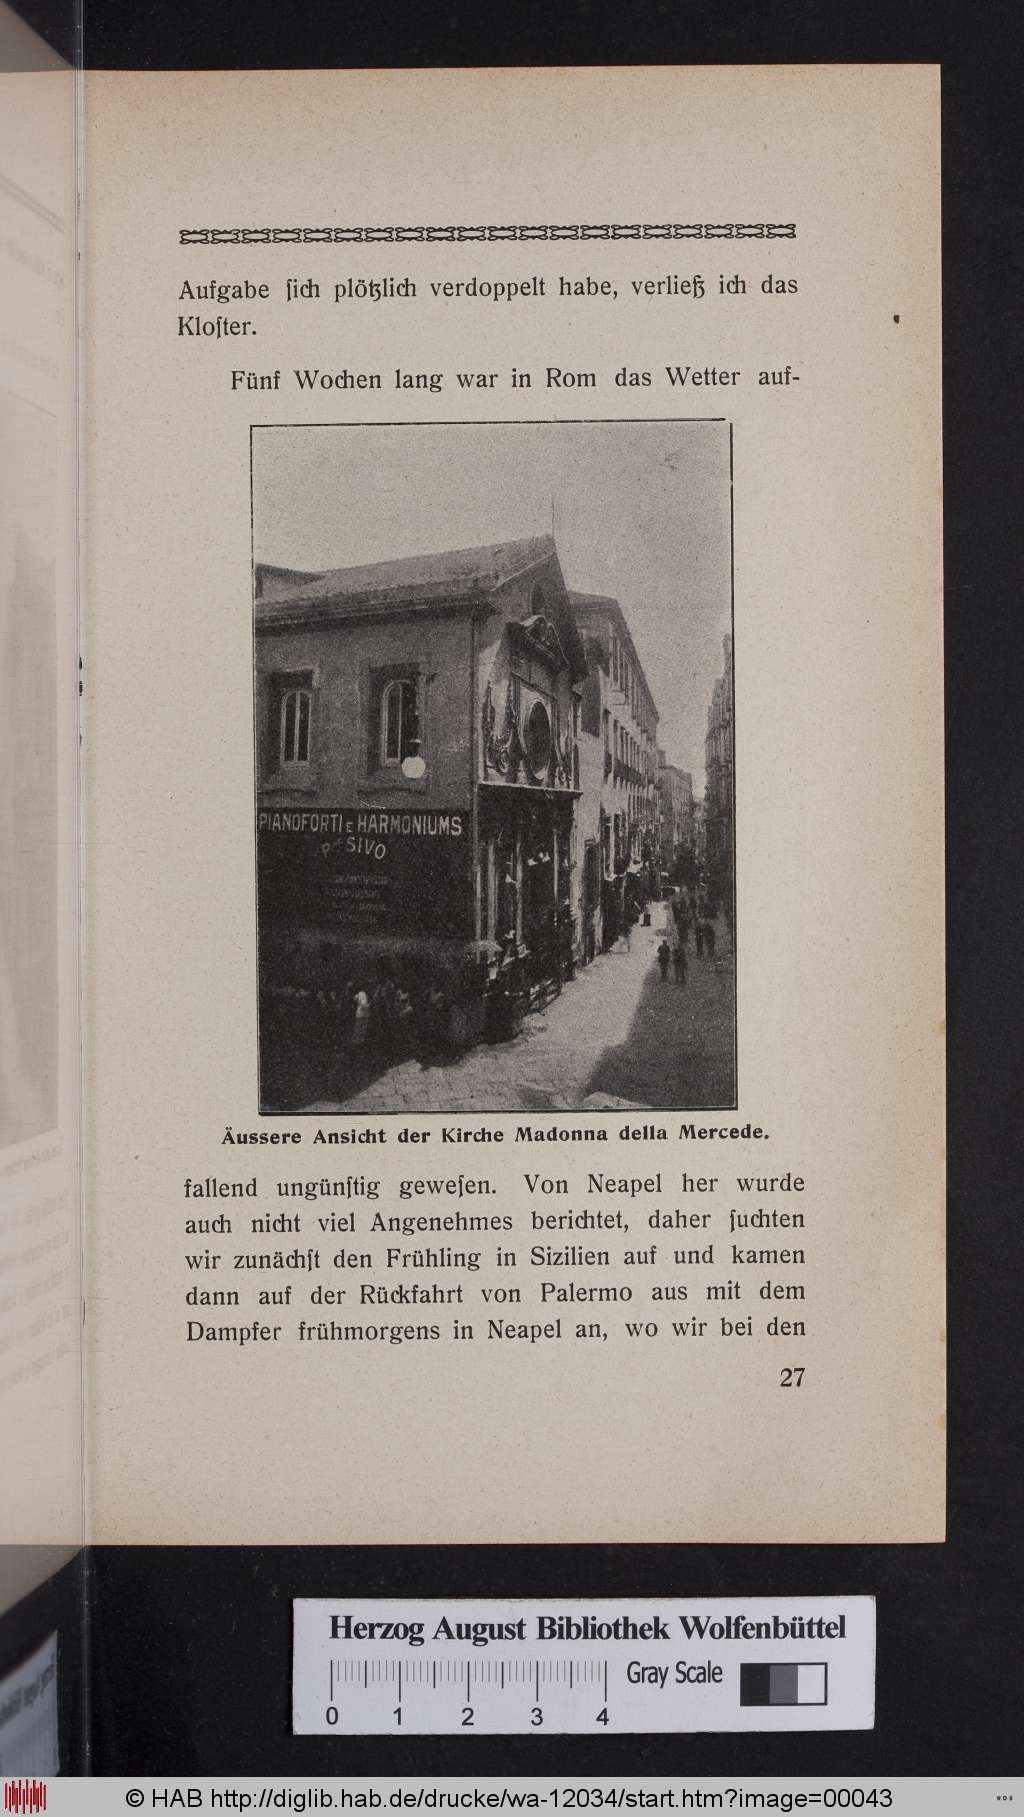 Aufgabe ſich plötzlich verdoppelt habe, verließ ich das
Kloſter.
Fünf Wochen lang war in Rom das Wetter auf-
PIANOFORTI E HARMONIUMS
SIVO
Äussere Ansicht der Kirche Madonna della Mercede.
fallend ungünſtig geweſen. Von Neapel her wurde
auch nicht viel Angenehmes berichtet, daher ſuchten
wir zunächſt den Frühling in Sizilien auf und kamen
dann auf der Rückfahrt von Palermo aus mit dem
Dampfer frühmorgens in Neapel an, wo wir bei den
27
Herzog August Bibliothek Wolfenbüttel
Gray Scale
0 1 2 3 4
© HAB http://diglib.hab.de/drucke/wa-12034/start.htm?image=00043